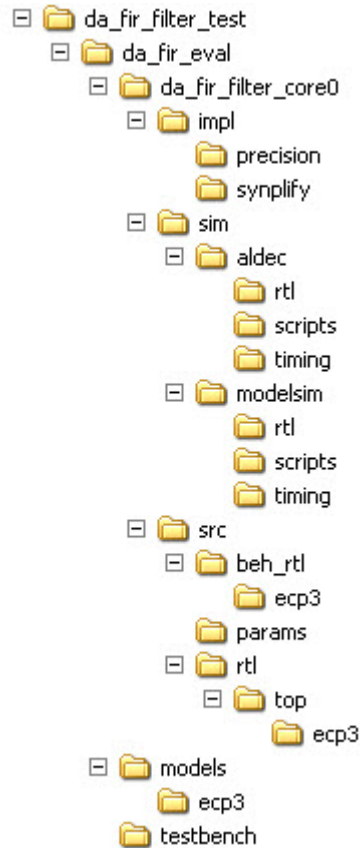 da_fir_filter_test
da_fir_eval
da_fir_filter_core0
impl
precision
synplify
sim
aldec
rtl
scripts
timing
modelsim
rtl
scripts
timing
src
beh_rtl
ecp3
params
rtl
top
ecp3
models
ecp3
testbench